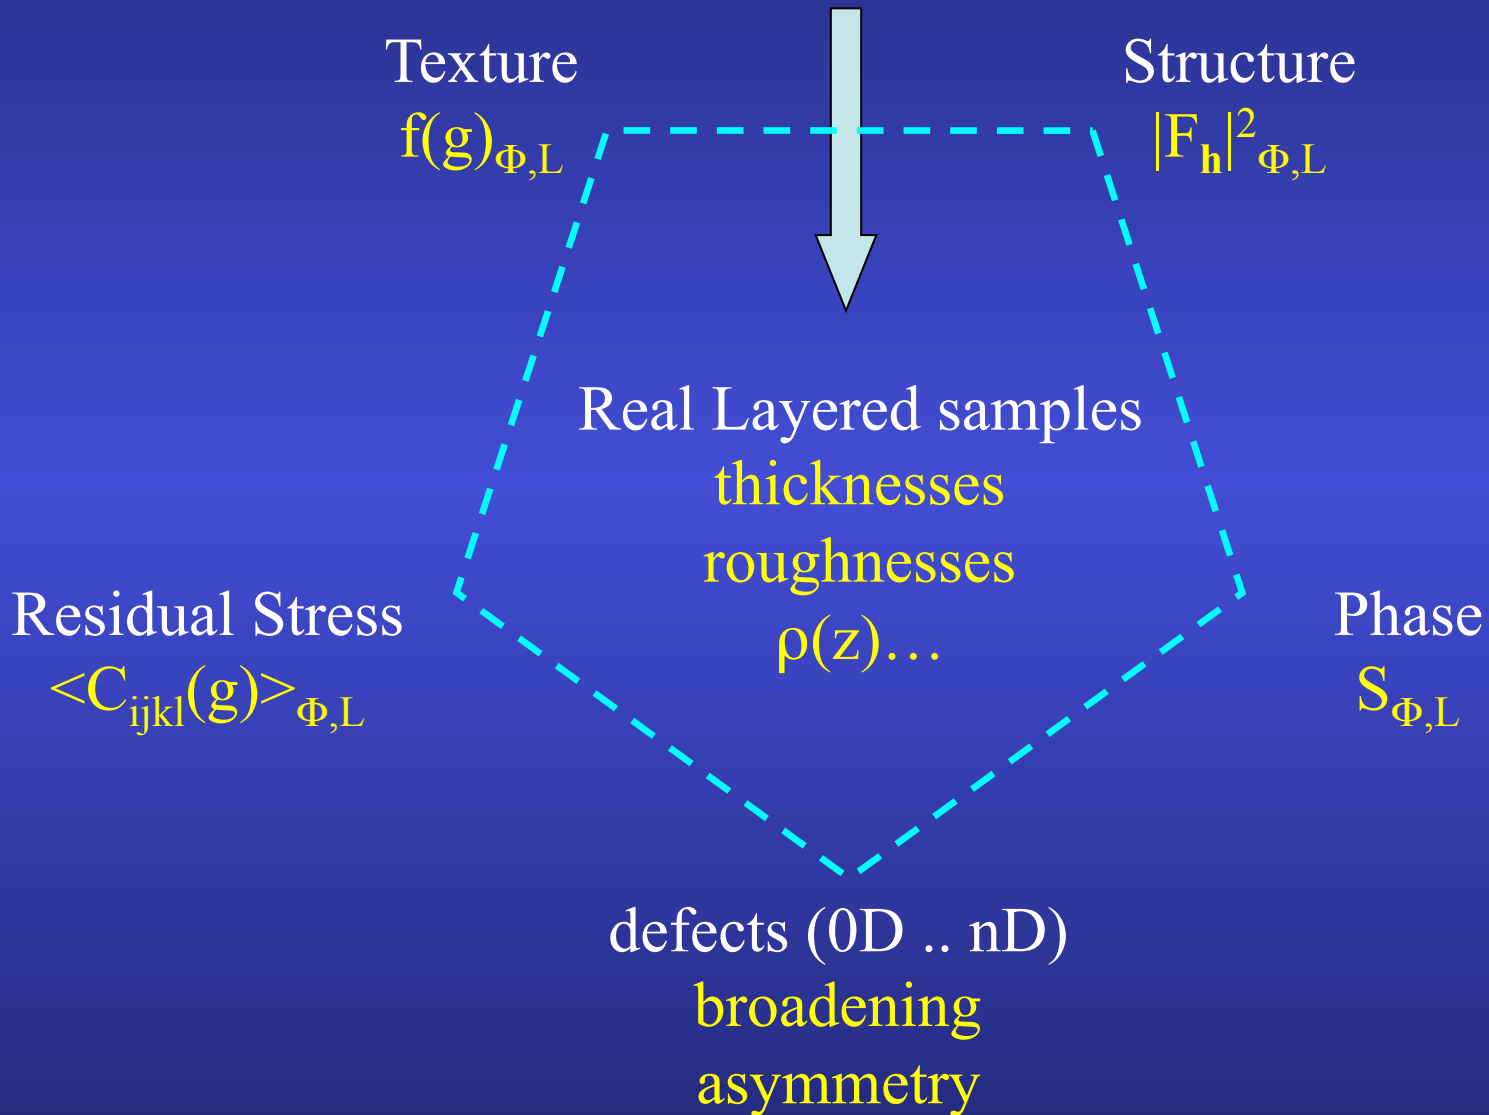 Texture
f(g)Φ,L
Structure
|Fh|²Φ,L
Real Layered samples
thicknesses
roughnesses
ρ(z)…
Residual Stress
<Cijkl(g)>Φ,L
Phase
SΦ,L
defects (0D .. nD)
broadening
asymmetry